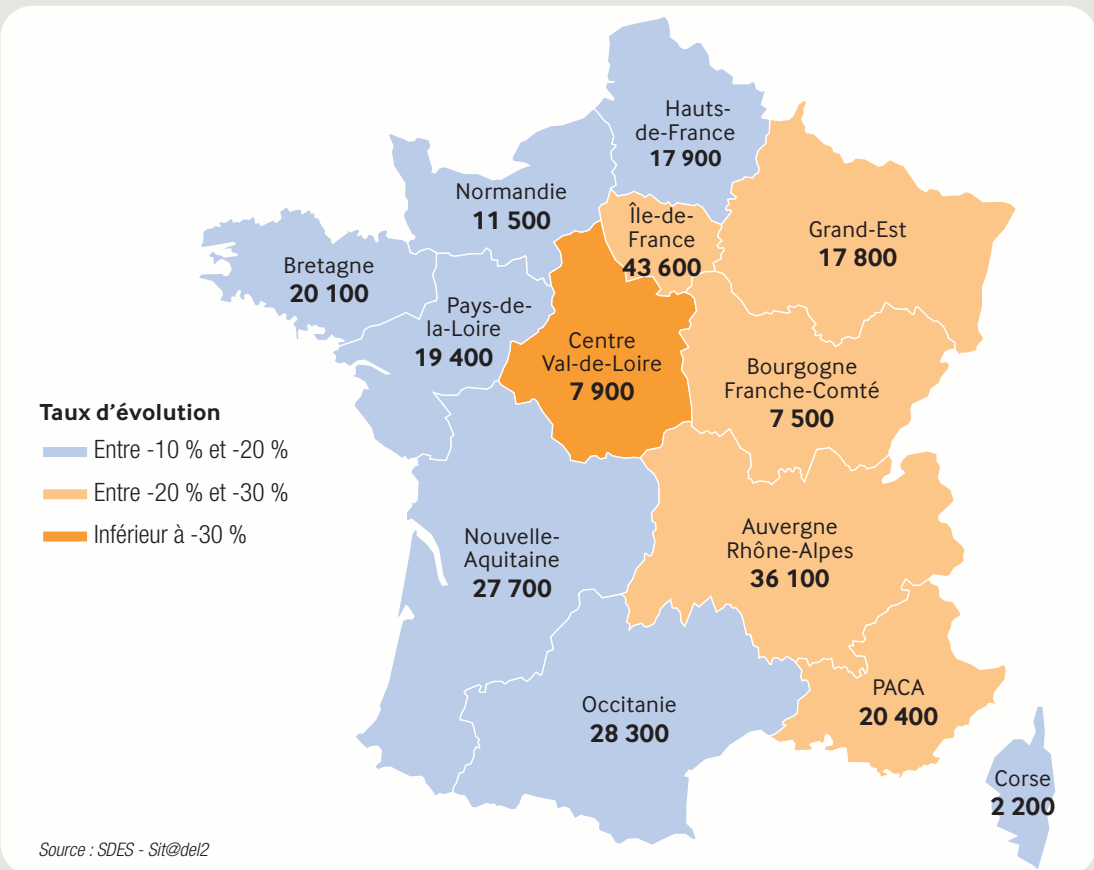 Hauts-
de-France
17 900
Normandie
11 500
Île-de-
France
43 600
Grand-Est
17 800
Bretagne
20 100
Pays-de-
la-Loire
19 400
Centre
Val-de-Loire
7 900
Bourgogne
Franche-Comté
7 500
Taux d'évolution
Entre -10 % et -20 %
Entre -20 % et -30 %
Inférieur à -30 %
Nouvelle-
Aquitaine
27 700
Auvergne
Rhône-Alpes
36 100
Occitanie
28 300
PACA
20 400
Corse
2 200
Source : SDES - Sit@del2